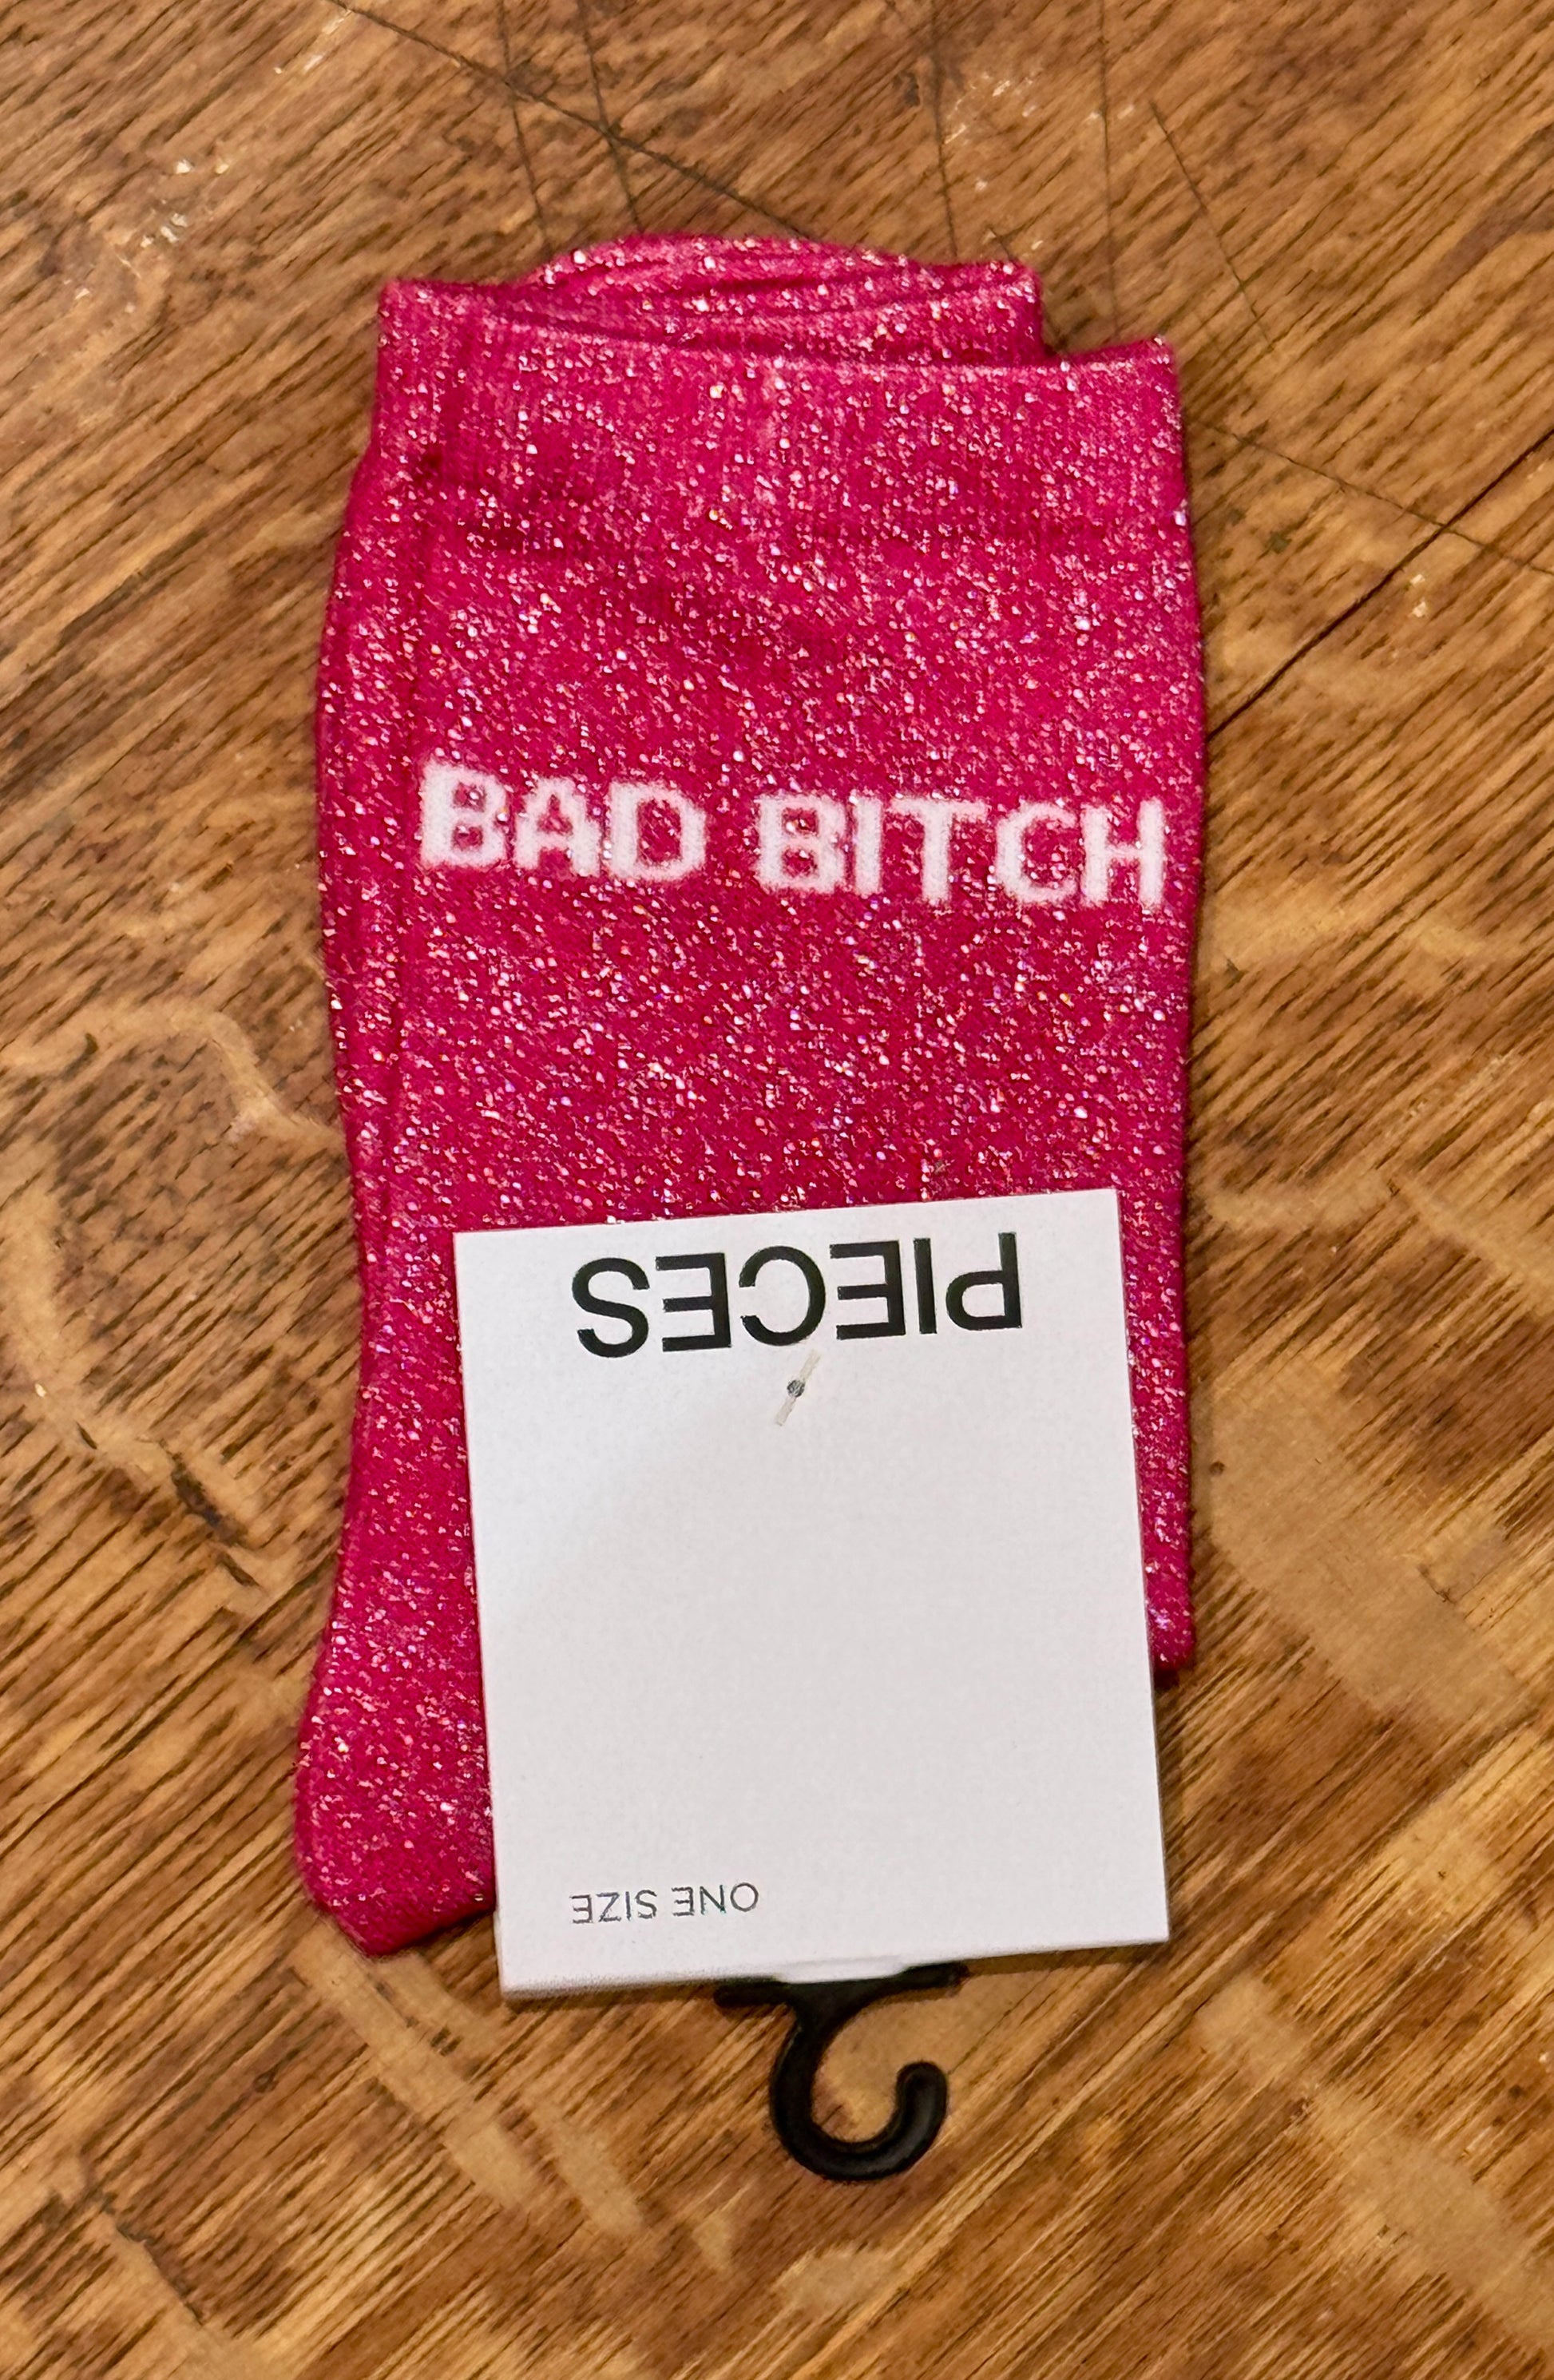 BAD BITCH
PIECES
ONE SIZE